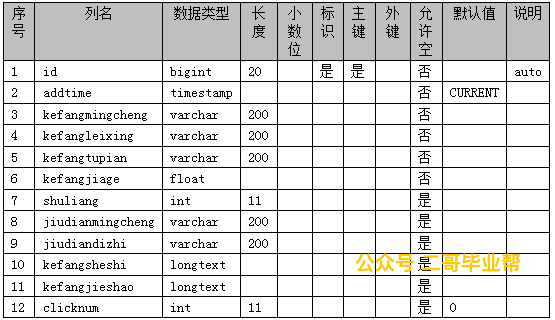 序号 列名 数据类型 长度 小数位 标识 主键 外键 允许空 默认值 说明
1 id bigint 20 是 是 否 auto
2 addtime timestamp 否 CURRENT
3 kefangmingcheng varchar 200 否
4 kefangleixing varchar 200 否
5 kefangtupian varchar 200 否
6 kefangjiage float 否
7 shuliang int 11 是
8 jiudianmingcheng varchar 200 是
9 jiudiandizhi varchar 200 是
10 kefangsheshi longtext 是
公众号 二哥毕业帮
11 kefangjieshao longtext 是
12 clicknum int 11 是 0